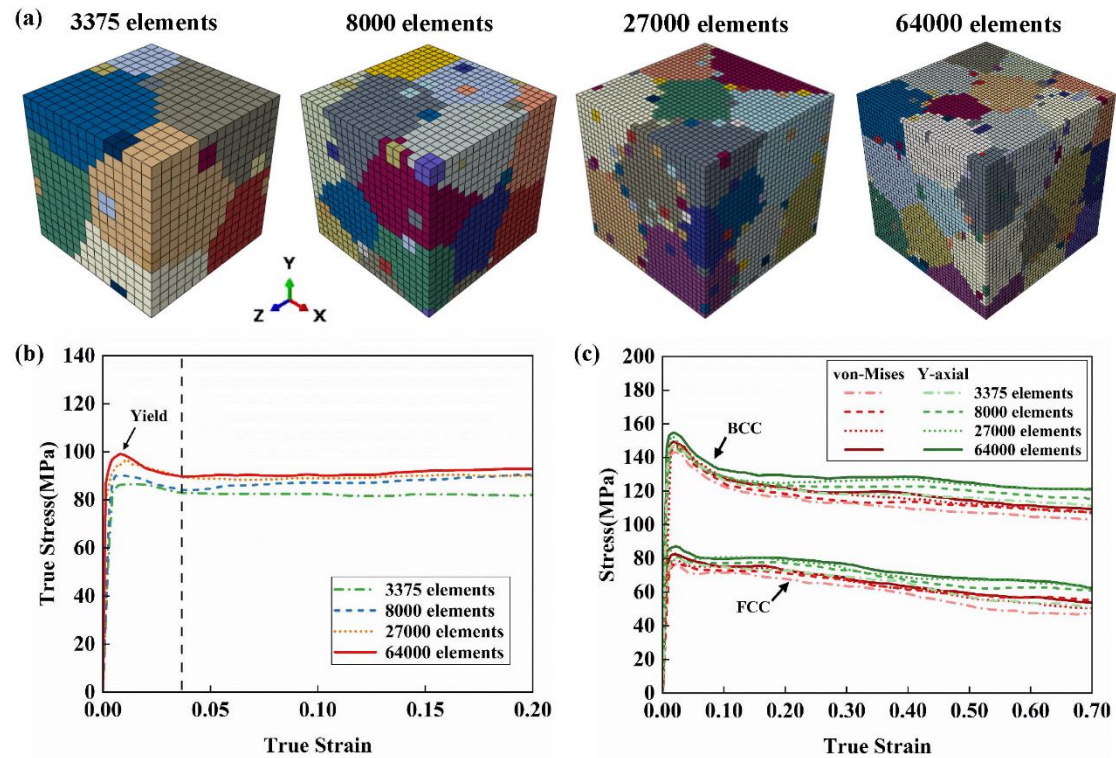 (a) 3375 elements 8000 elements 27000 elements 64000 elements
Y
Z X
(b)
140
120
100
80
60
40
20
0
True Stress(MPa)
Yield
3375 elements
8000 elements
27000 elements
64000 elements
0.00 0.05 0.10 0.15 0.20
True Strain
(c)
200
180
160
140
120
100
80
60
40
20
0
Stress(MPa)
von-Mises Y-axial
3375 elements
8000 elements
27000 elements
64000 elements
BCC
FCC
0.00 0.10 0.20 0.30 0.40 0.50 0.60 0.70
True Strain